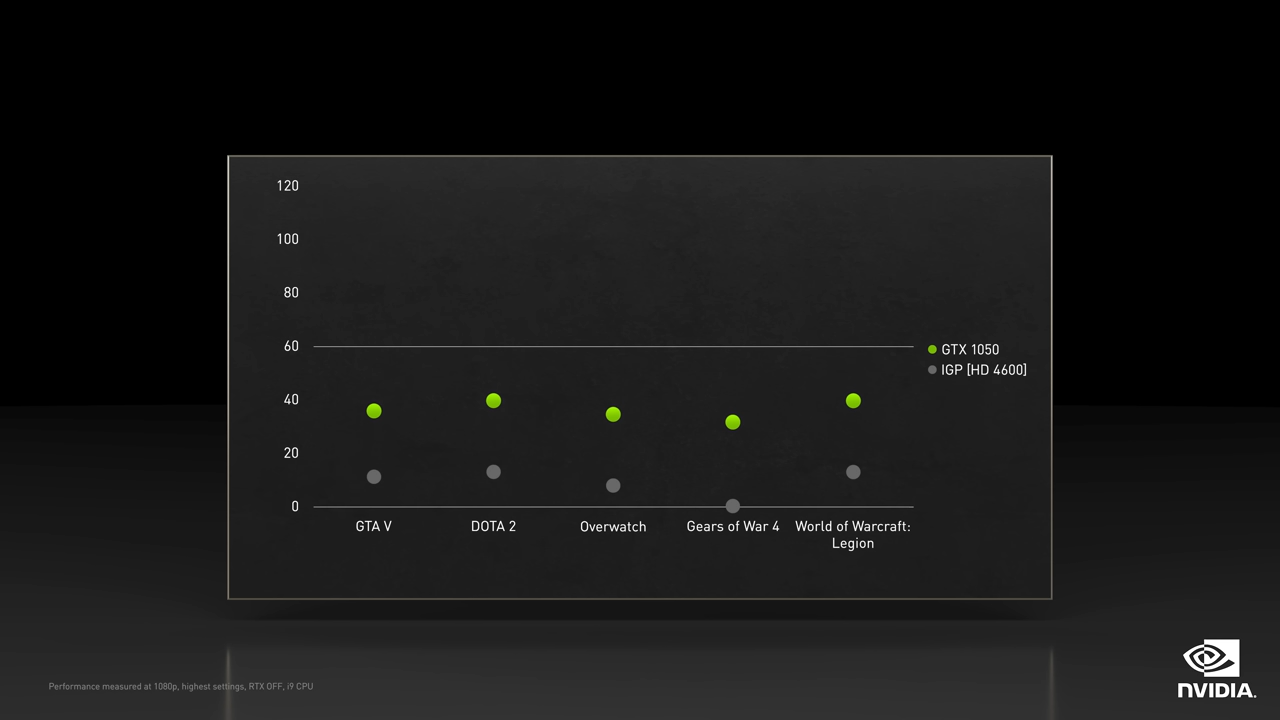 120
100
80
60
40
20
0
GTX 1050
IGP [HD 4600]
GTA V
DOTA 2
Overwatch
Gears of War 4
World of Warcraft:
Legion
Performance measured at 1080p, highest settings, RTX OFF, i9 CPU
NVIDIA.